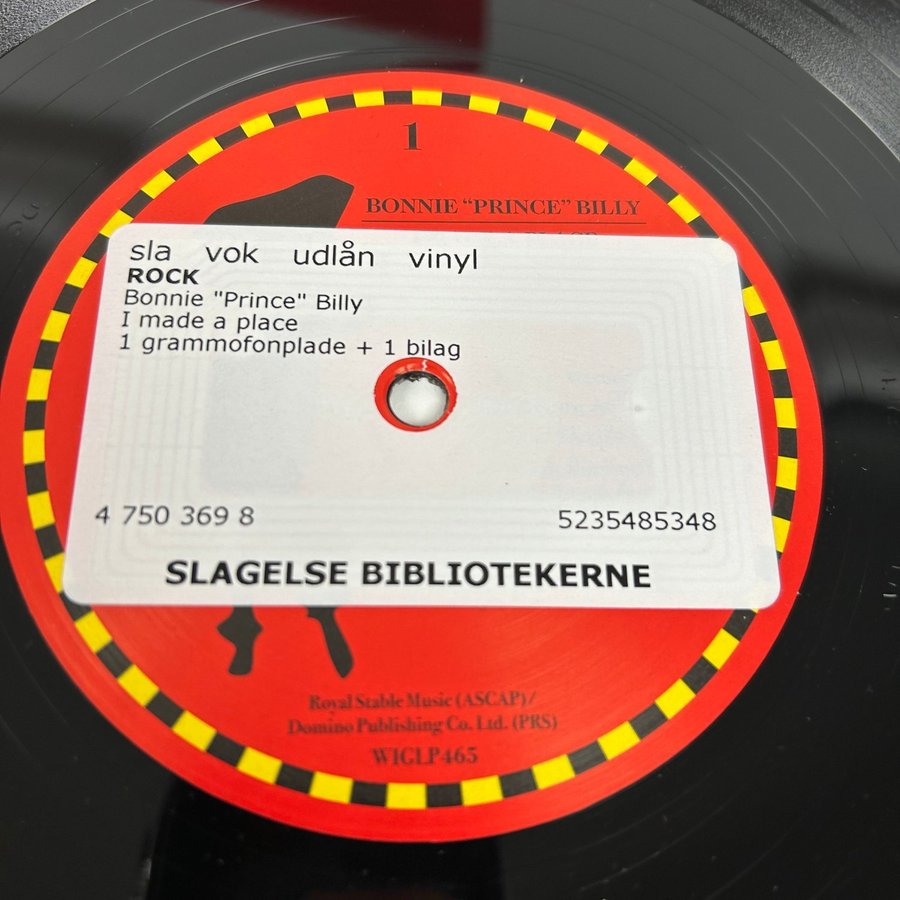 1
BONNIE “PRINCE” BILLY
sla vok udlån vinyl
ROCK
Bonnie "Prince" Billy
I made a place
1 grammofonplade + 1 bilag
4 750 369 8 5235485348
SLAGELSE BIBLIOTEKERNE
Royal Stable Music (ASCAP)/
Domino Publishing Co. Ltd. (PRS)
WIGLP465